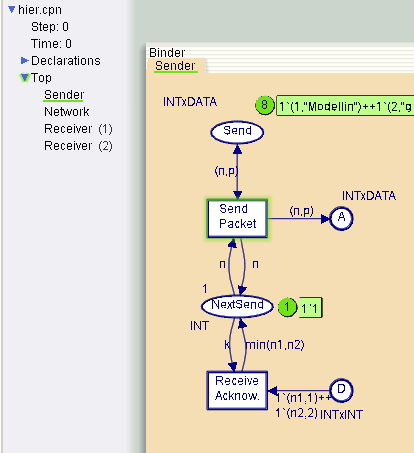 hier.cpn
Step: 0
Time: 0
Declarations
Top
Sender
Network
Receiver (1)
Receiver (2)
Binder
Sender
INTxDATA
8
1`(1,"Modellin")++1`(2,"g
Send
(n,p)
INTxDATA
Send
Packet
(n,p)
A
n
n
1
NextSend
1
1`1
INT
k
min(n1,n2)
Receive
Acknow.
D
1`(n1,1)++
1`(n2,2)
INTxINT